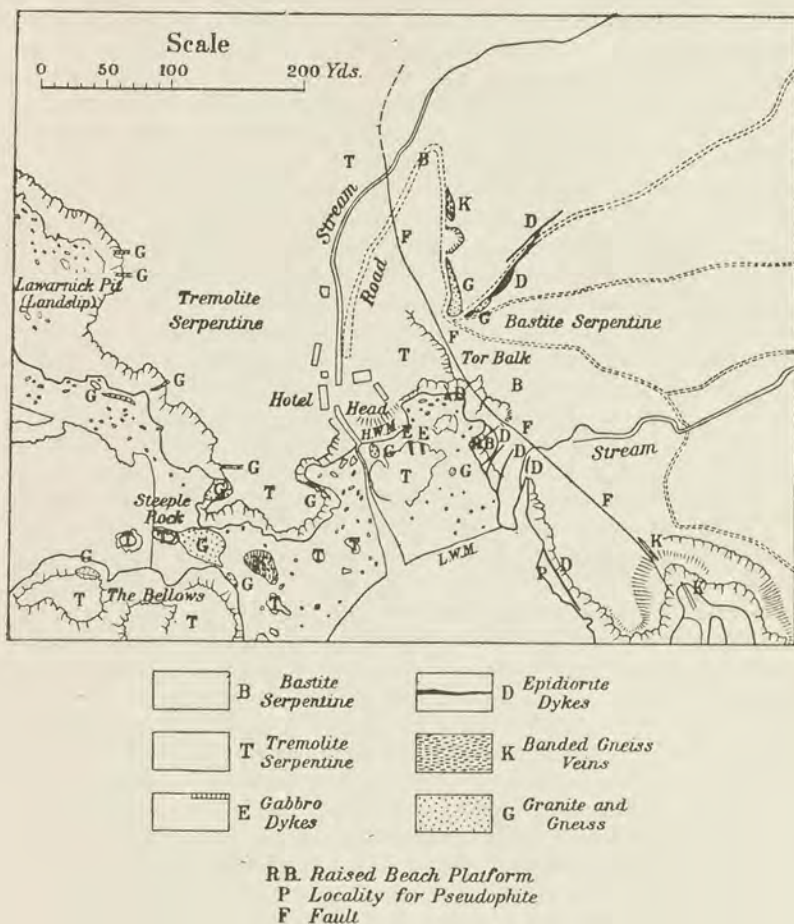 Scale
0 50 100 200 Yds.
T
B
Stream
K
D
G
F
G
Lawarnick Pit
(Landslip)
Tremolite
Serpentine
Road
G
D
G
Bastite Serpentine
F
T
Tor Balk
G
Hotel
Head
B
G
H.W.M.
E E
F
D
RB
D
Stream
G
T
G
G
T
G
D
F
G
Steeple
Rock
K
T
T
G
T
L.W.M.
D
P
G
G
The Bellows
T
T
T
K
B Bastite
Serpentine
D Epidiorite
Dykes
T Tremolite
Serpentine
K Banded Gneiss
Veins
E Gabbro
Dykes
G Granite and
Gneiss
RB. Raised Beach Platform
P Locality for Pseudophite
F Fault